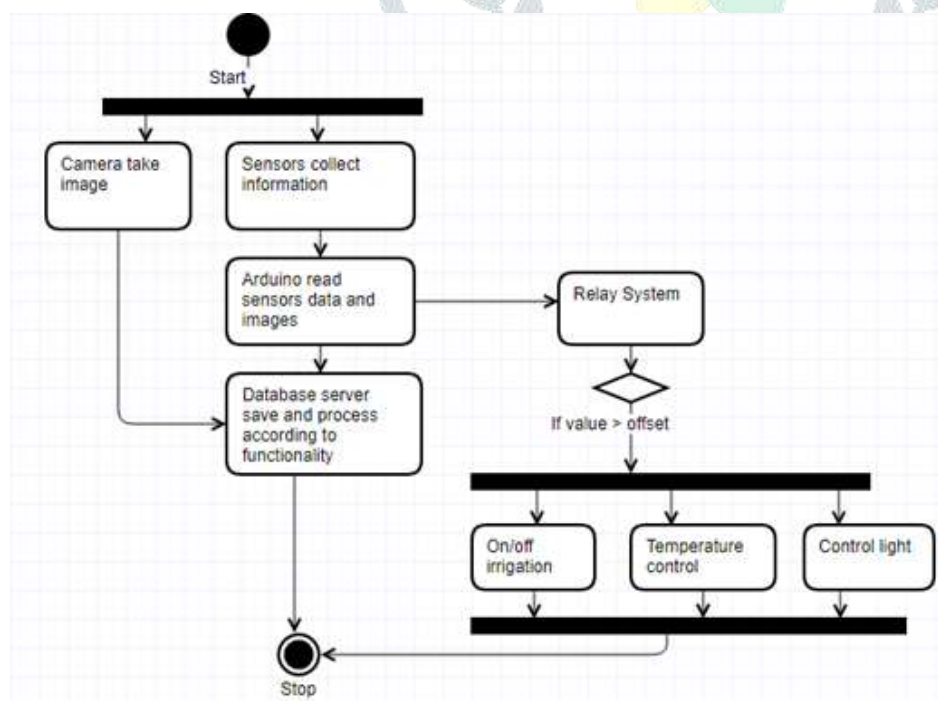 Start
Camera take
image
Sensors collect
information
Arduino read
sensors data and
images
Relay System
Database server
save and process
according to
functionality
If value > offset
On/off
irrigation
Temperature
control
Control light
Stop